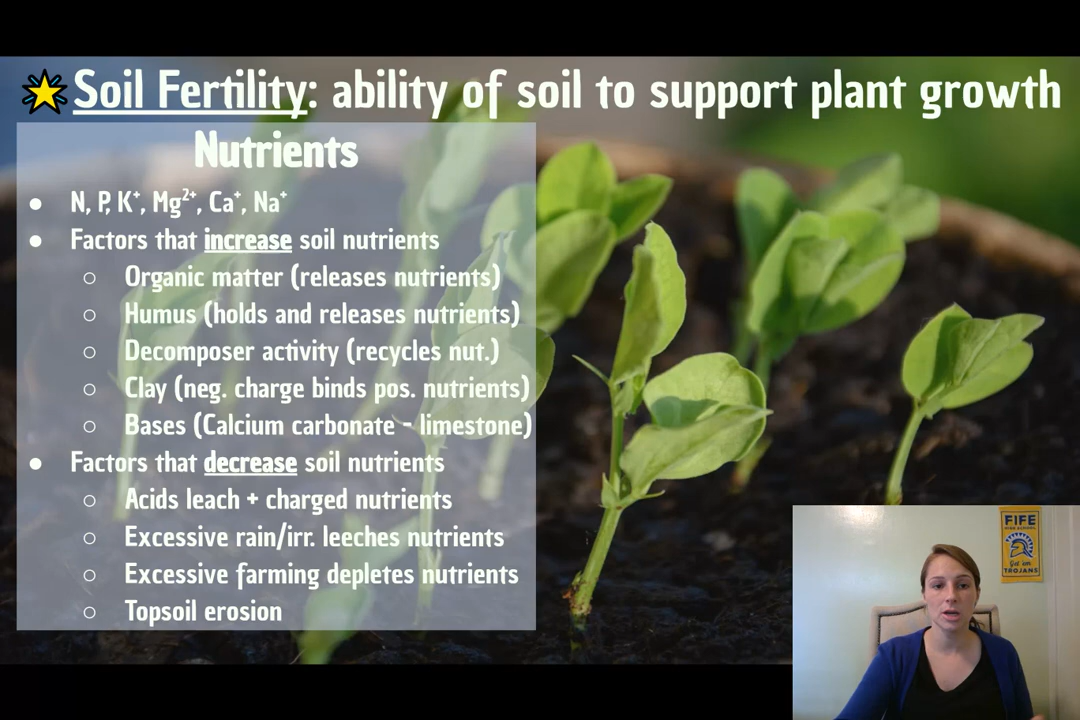 Soil Fertility: ability of soil to support plant growth
Nutrients
● N, P, K⁺, Mg²⁺, Ca⁺, Na⁺
● Factors that increase soil nutrients
○ Organic matter (releases nutrients)
○ Humus (holds and releases nutrients)
○ Decomposer activity (recycles nut.)
○ Clay (neg. charge binds pos. nutrients)
○ Bases (Calcium carbonate - limestone)
● Factors that decrease soil nutrients
○ Acids leach + charged nutrients
○ Excessive rain/irr. leeches nutrients
○ Excessive farming depletes nutrients
○ Topsoil erosion
FIFE
TROJANS